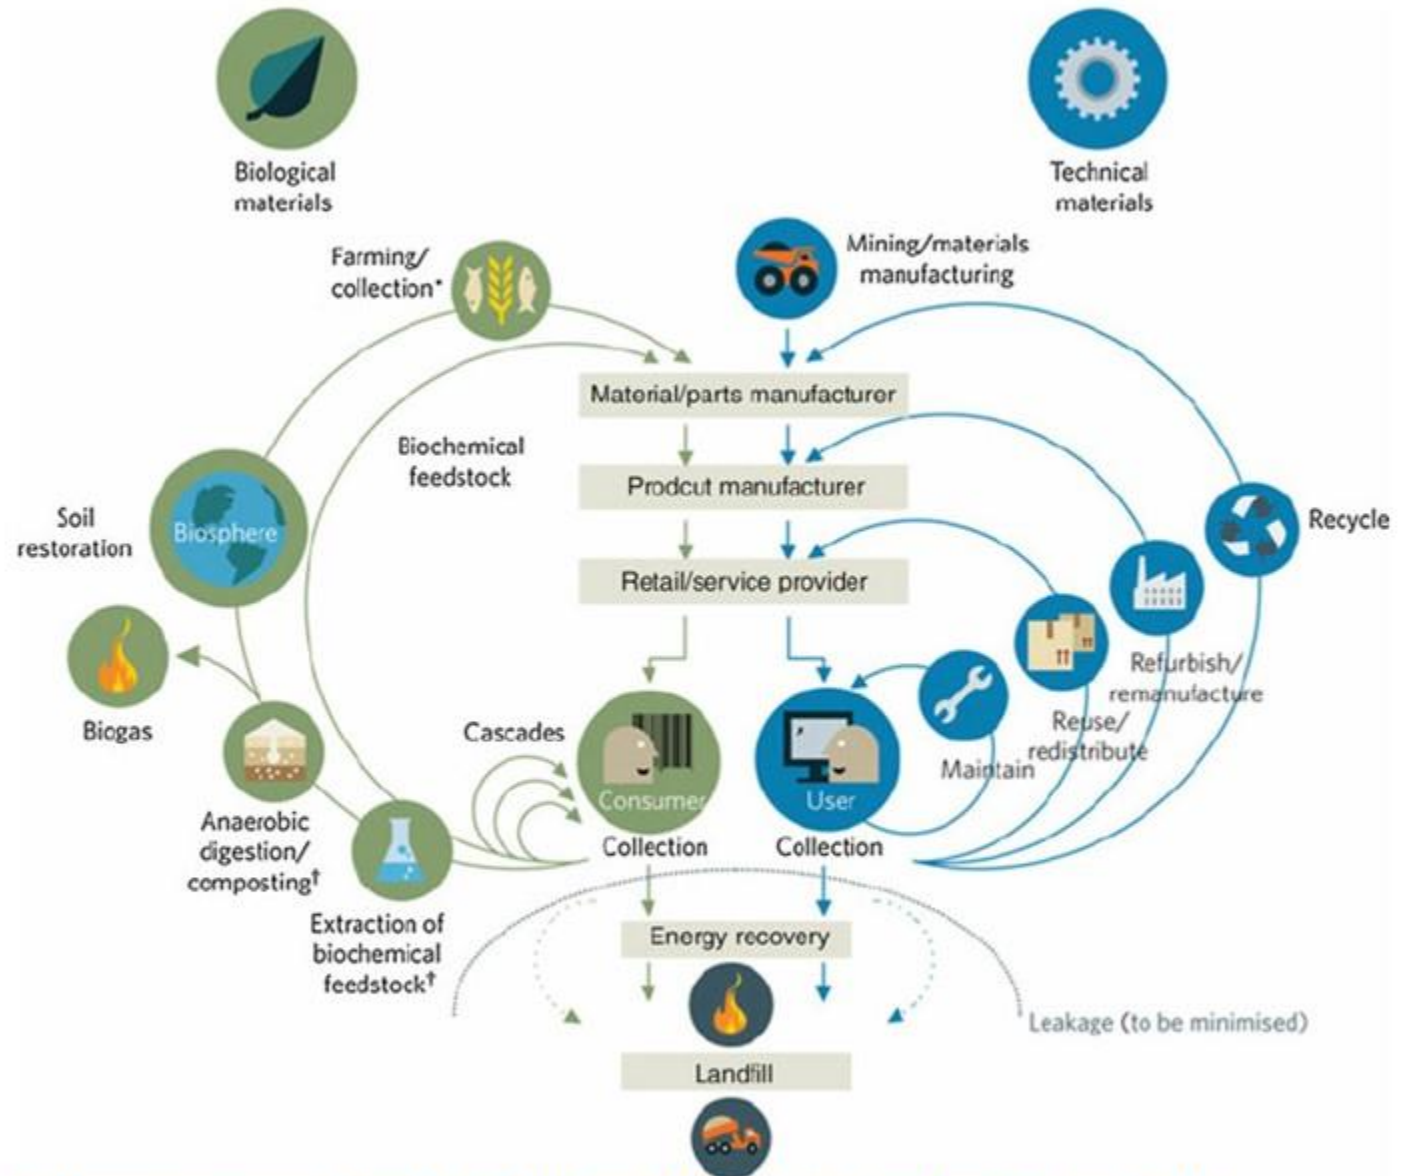 Biological
materials
Technical
materials
Farming/
collection*
Mining/materials
manufacturing
Material/parts manufacturer
Biochemical
feedstock
Prodcut manufacturer
Soil
restoration
Biosphere
Recycle
Retail/service provider
Refurbish/
remanufacture
Biogas
Cascades
Reuse/
redistribute
Maintain
Consumer
User
Anaerobic
digestion/
composting†
Collection
Collection
Extraction of
biochemical
feedstock†
Energy recovery
Leakage (to be minimised)
Landfill